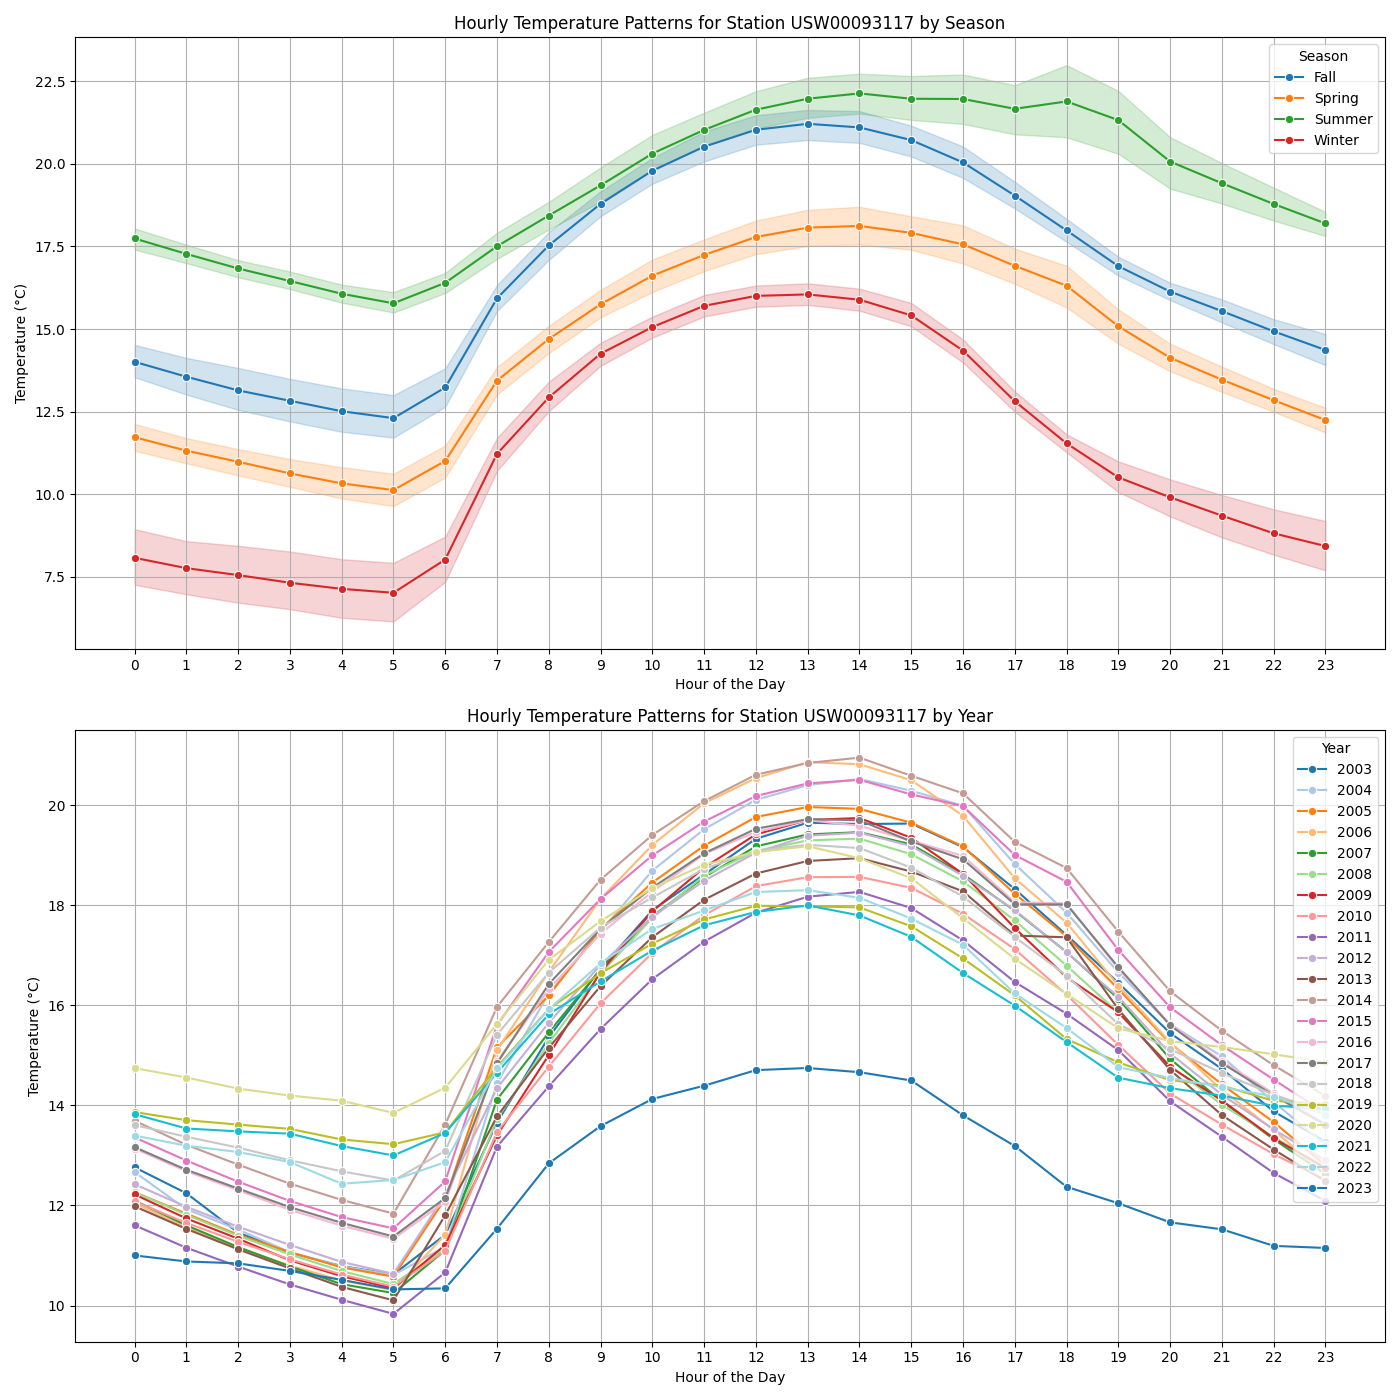 Hourly Temperature Patterns for Station USW00093117 by Season
Temperature (°C)
22.5
20.0
17.5
15.0
12.5
10.0
7.5
Season
Fall
Spring
Summer
Winter
0 1 2 3 4 5 6 7 8 9 10 11 12 13 14 15 16 17 18 19 20 21 22 23
Hour of the Day
Hourly Temperature Patterns for Station USW00093117 by Year
Temperature (°C)
20
18
16
14
12
10
Year
2003
2004
2005
2006
2007
2008
2009
2010
2011
2012
2013
2014
2015
2016
2017
2018
2019
2020
2021
2022
2023
0 1 2 3 4 5 6 7 8 9 10 11 12 13 14 15 16 17 18 19 20 21 22 23
Hour of the Day